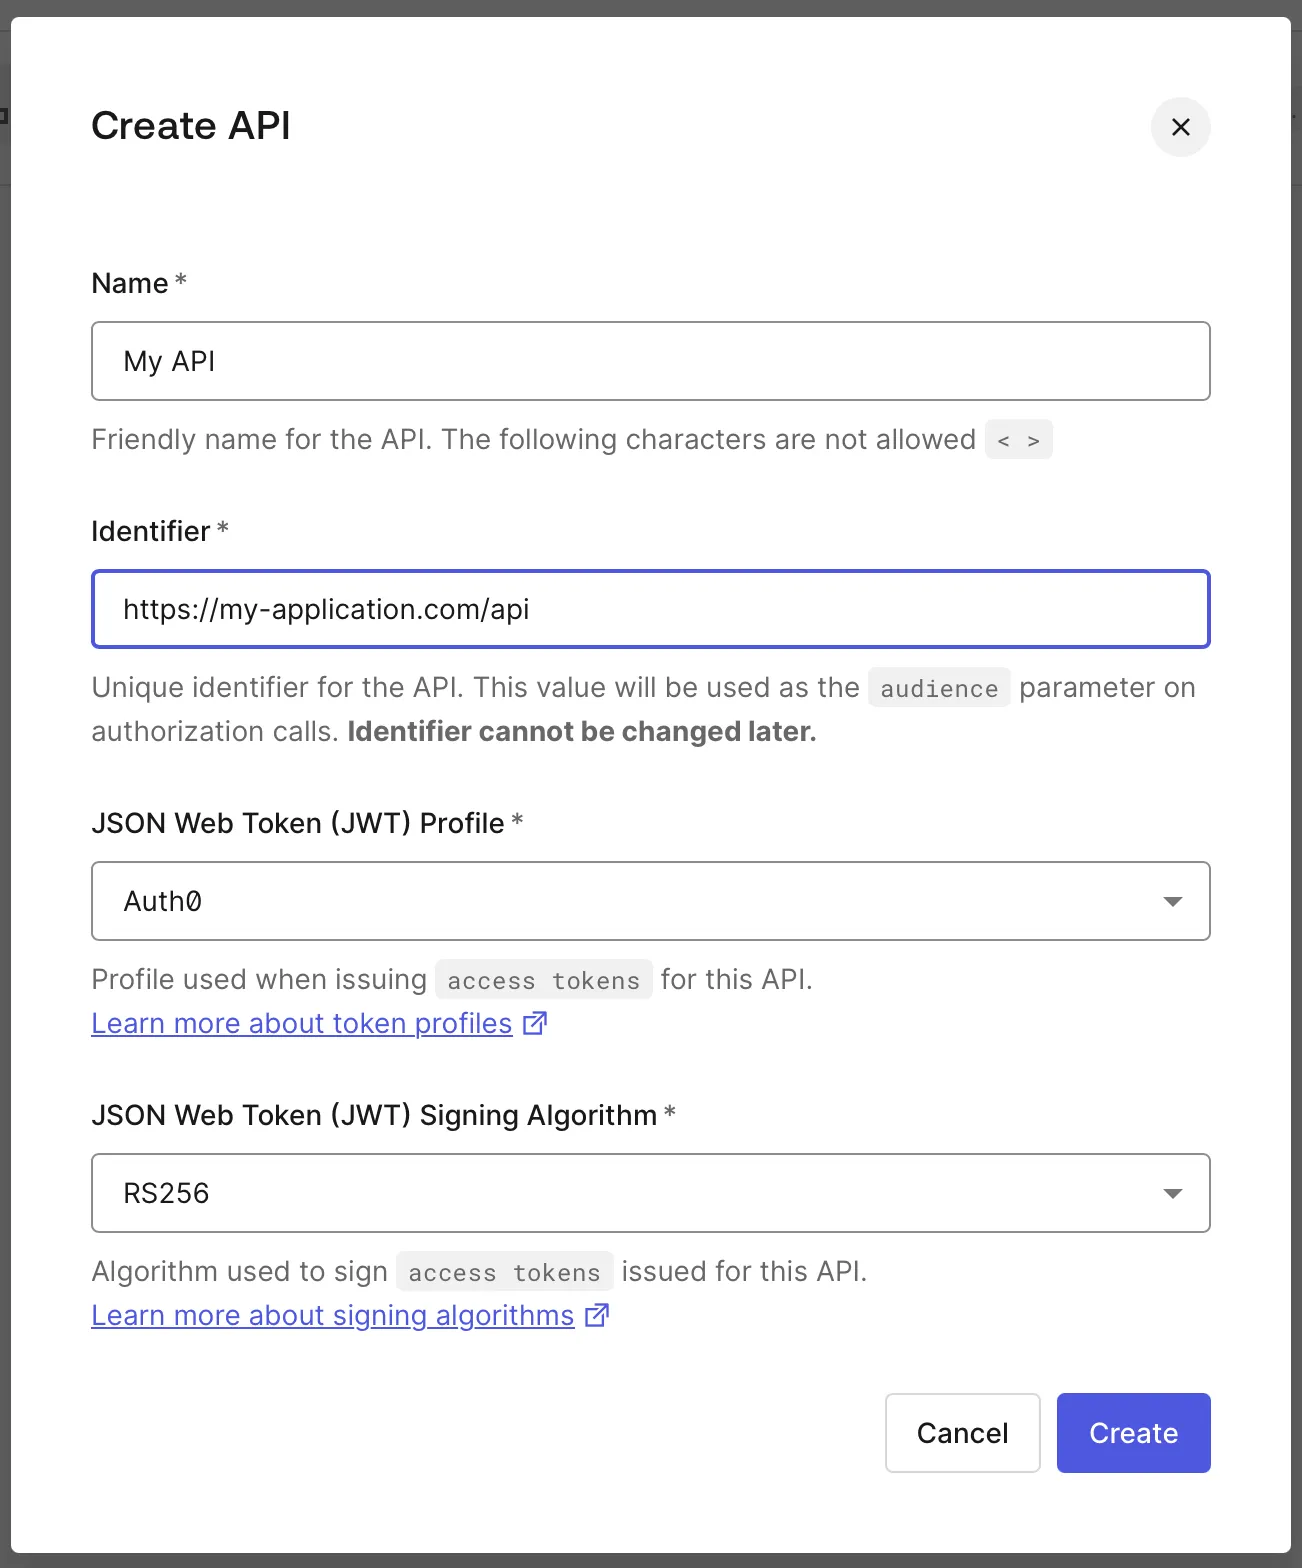 Create API
Name *
My API
Friendly name for the API. The following characters are not allowed < >
Identifier *
https://my-application.com/api
Unique identifier for the API. This value will be used as the audience parameter on
authorization calls. Identifier cannot be changed later.
JSON Web Token (JWT) Profile *
Auth0
Profile used when issuing access tokens for this API.
Learn more about token profiles
JSON Web Token (JWT) Signing Algorithm *
RS256
Algorithm used to sign access tokens issued for this API.
Learn more about signing algorithms
Cancel
Create